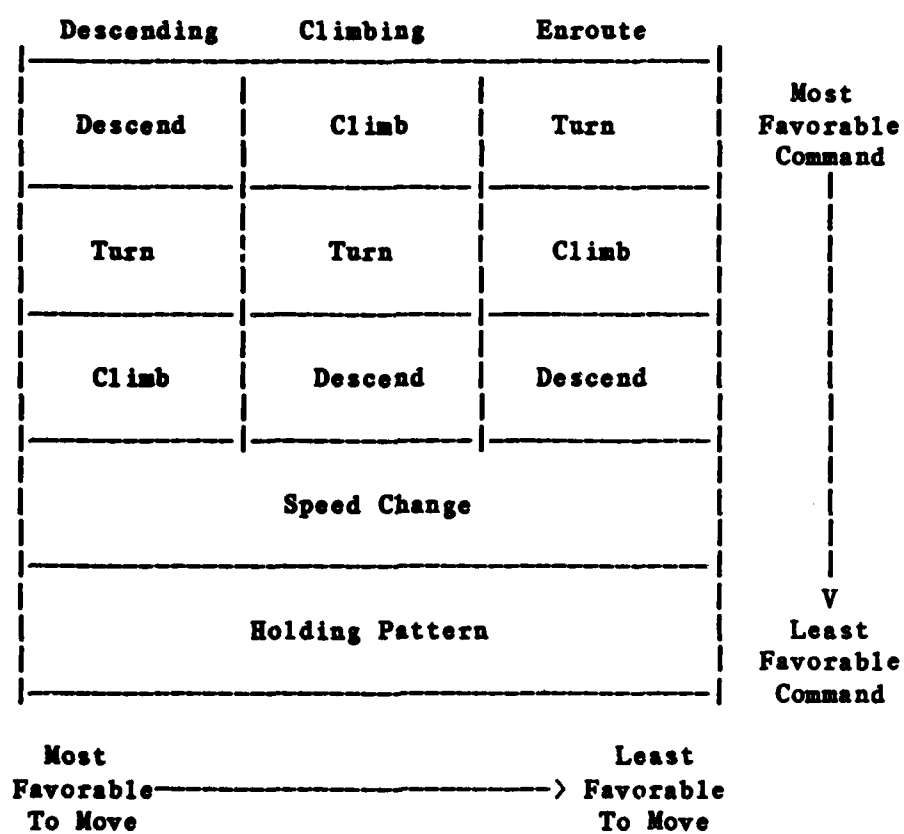 Descending Climbing Enroute
Most
Descend Climb Turn Favorable
Command
Turn Turn Climb
Climb Descend Descend
Speed Change
V
Holding Pattern Least
Favorable
Command
Most Least
Favorable Favorable
To Move To Move